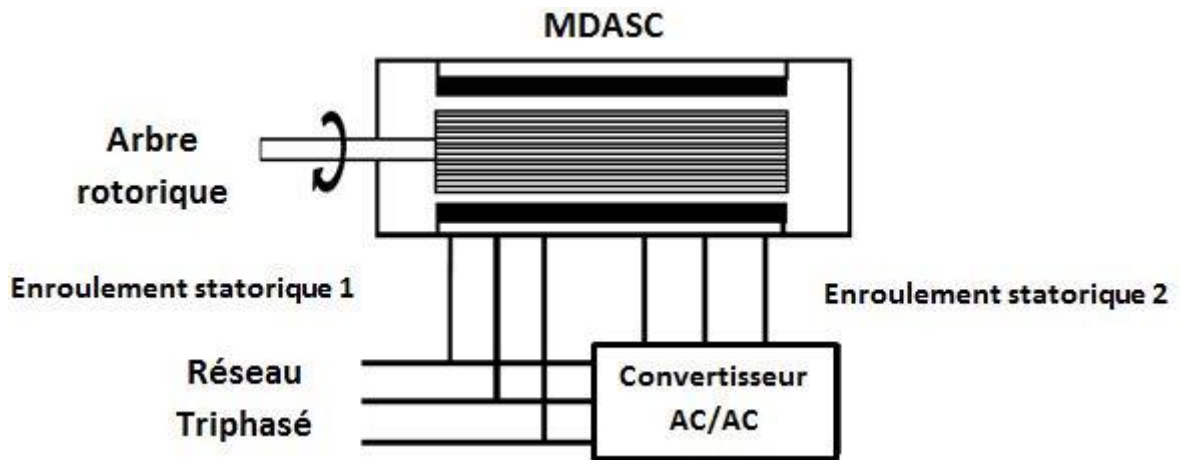 MDASC
Arbre
rotorique
Enroulement statorique 1
Enroulement statorique 2
Réseau
Triphasé
Convertisseur
AC/AC